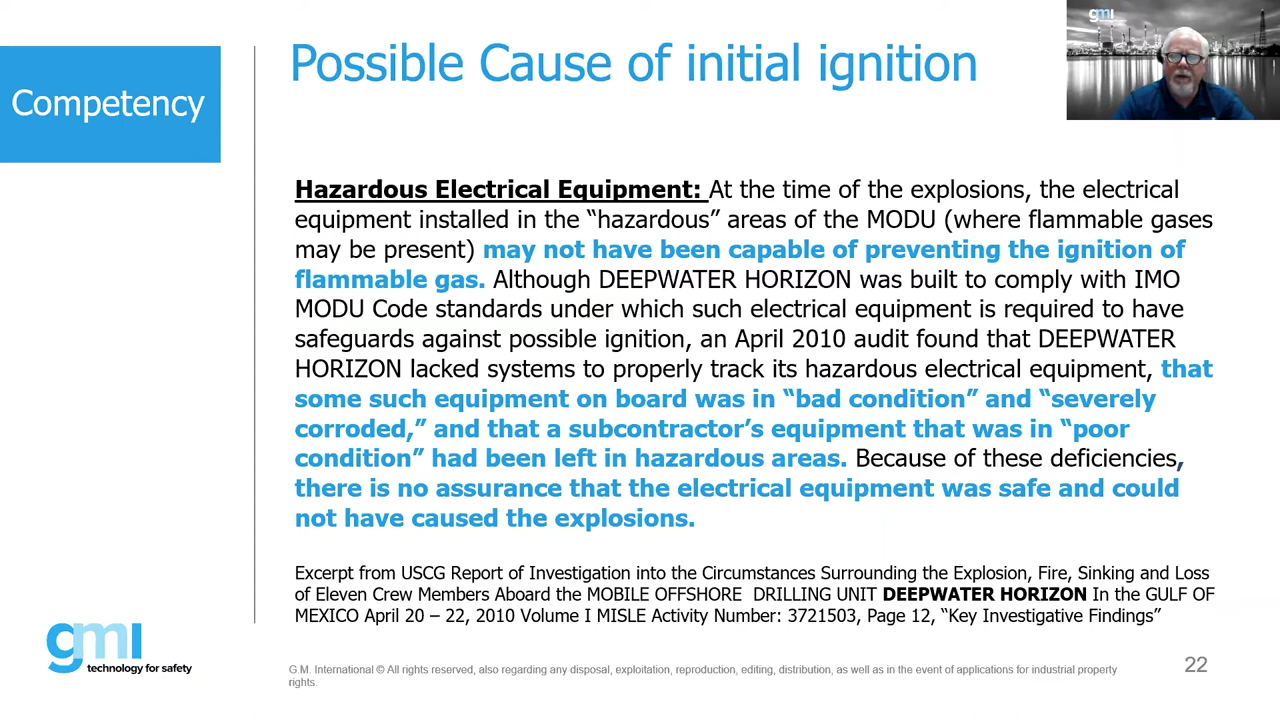 Competency
Possible Cause of initial ignition
gmi
Hazardous Electrical Equipment: At the time of the explosions, the electrical
equipment installed in the “hazardous” areas of the MODU (where flammable gases
may be present) may not have been capable of preventing the ignition of
flammable gas. Although DEEPWATER HORIZON was built to comply with IMO
MODU Code standards under which such electrical equipment is required to have
safeguards against possible ignition, an April 2010 audit found that DEEPWATER
HORIZON lacked systems to properly track its hazardous electrical equipment, that
some such equipment on board was in “bad condition” and “severely
corroded,” and that a subcontractor’s equipment that was in “poor
condition” had been left in hazardous areas. Because of these deficiencies,
there is no assurance that the electrical equipment was safe and could
not have caused the explosions.
Excerpt from USCG Report of Investigation into the Circumstances Surrounding the Explosion, Fire, Sinking and Loss
of Eleven Crew Members Aboard the MOBILE OFFSHORE DRILLING UNIT DEEPWATER HORIZON In the GULF OF
MEXICO April 20 – 22, 2010 Volume I MISLE Activity Number: 3721503, Page 12, “Key Investigative Findings”
gmi
technology for safety
G.M. International © All rights reserved, also regarding any disposal, exploitation, reproduction, editing, distribution, as well as in the event of applications for industrial property
rights.
22